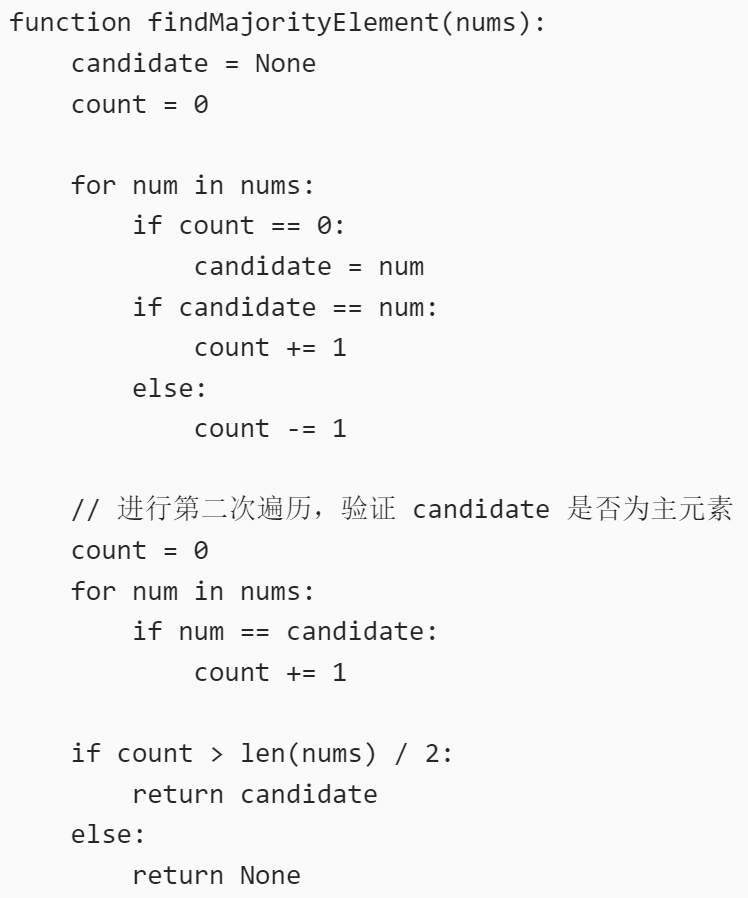 function findMajorityElement(nums):
    candidate = None
    count = 0

    for num in nums:
        if count == 0:
            candidate = num
        if candidate == num:
            count += 1
        else:
            count -= 1

    // 进行第二次遍历，验证 candidate 是否为主元素
    count = 0
    for num in nums:
        if num == candidate:
            count += 1

    if count > len(nums) / 2:
        return candidate
    else:
        return None